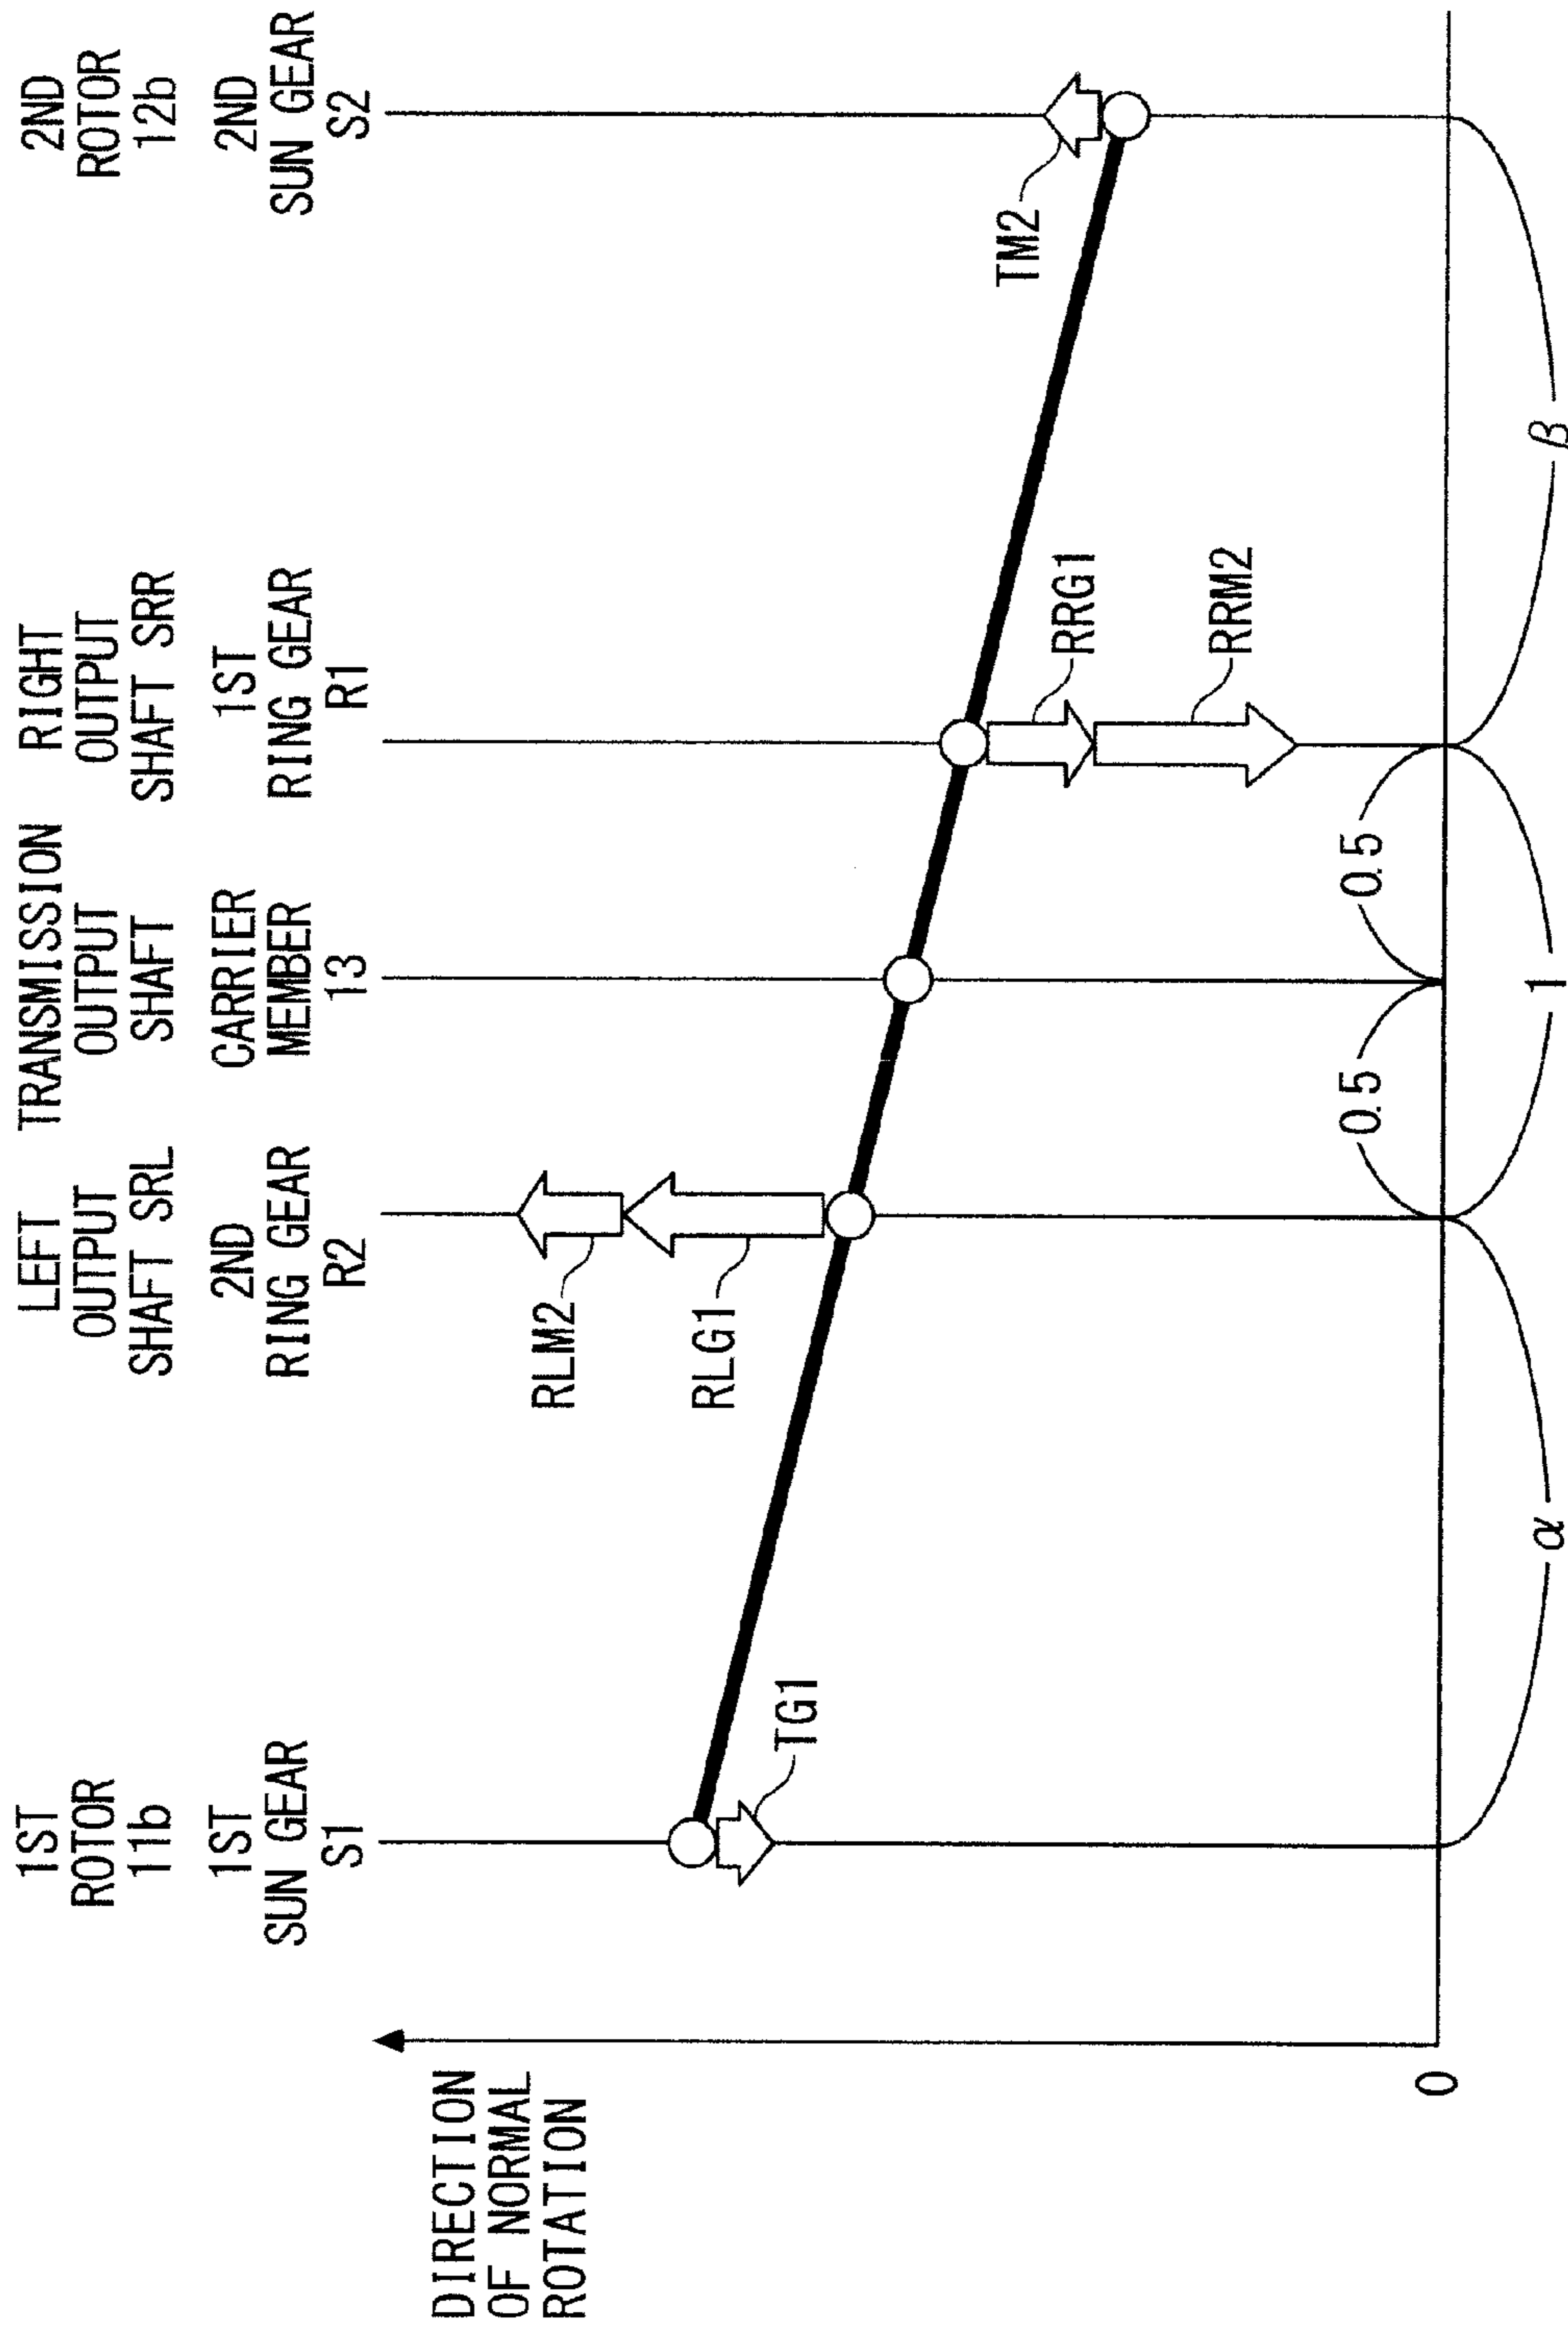 1ST
ROTOR
11b
1ST
SUN GEAR
S1
LEFT
OUTPUT
SHAFT SRL
2ND
RING GEAR
R2
TRANSMISSION
OUTPUT
SHAFT
CARRIER
MEMBER
13
RIGHT
OUTPUT
SHAFT SRR
1ST
RING GEAR
R1
2ND
ROTOR
12b
2ND
SUN GEAR
S2
DIRECTION
OF NORMAL
ROTATION
RLM2
RLG1
TG1
TM2
RRG1
RRM2
0
0.5
0.5
α
1
β